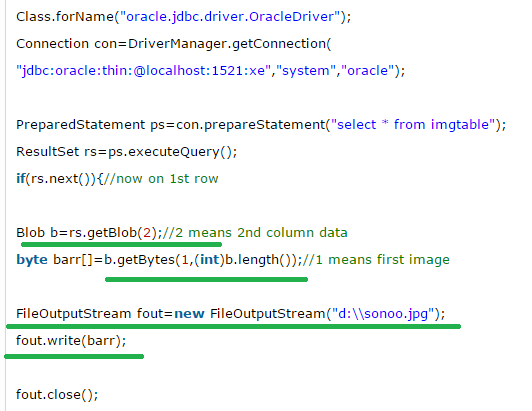 Class.forName("oracle.jdbc.driver.OracleDriver");
Connection con=DriverManager.getConnection(
"jdbc:oracle:thin:@localhost:1521:xe","system","oracle");
PreparedStatement ps=con.prepareStatement("select * from imgtable");
ResultSet rs=ps.executeQuery();
if(rs.next()){//now on 1st row
Blob b=rs.getBlob(2);//2 means 2nd column data
byte barr[]=b.getBytes(1,(int)b.length());//1 means first image
FileOutputStream fout=new FileOutputStream("d:\\sonoo.jpg");
fout.write(barr);
fout.close();